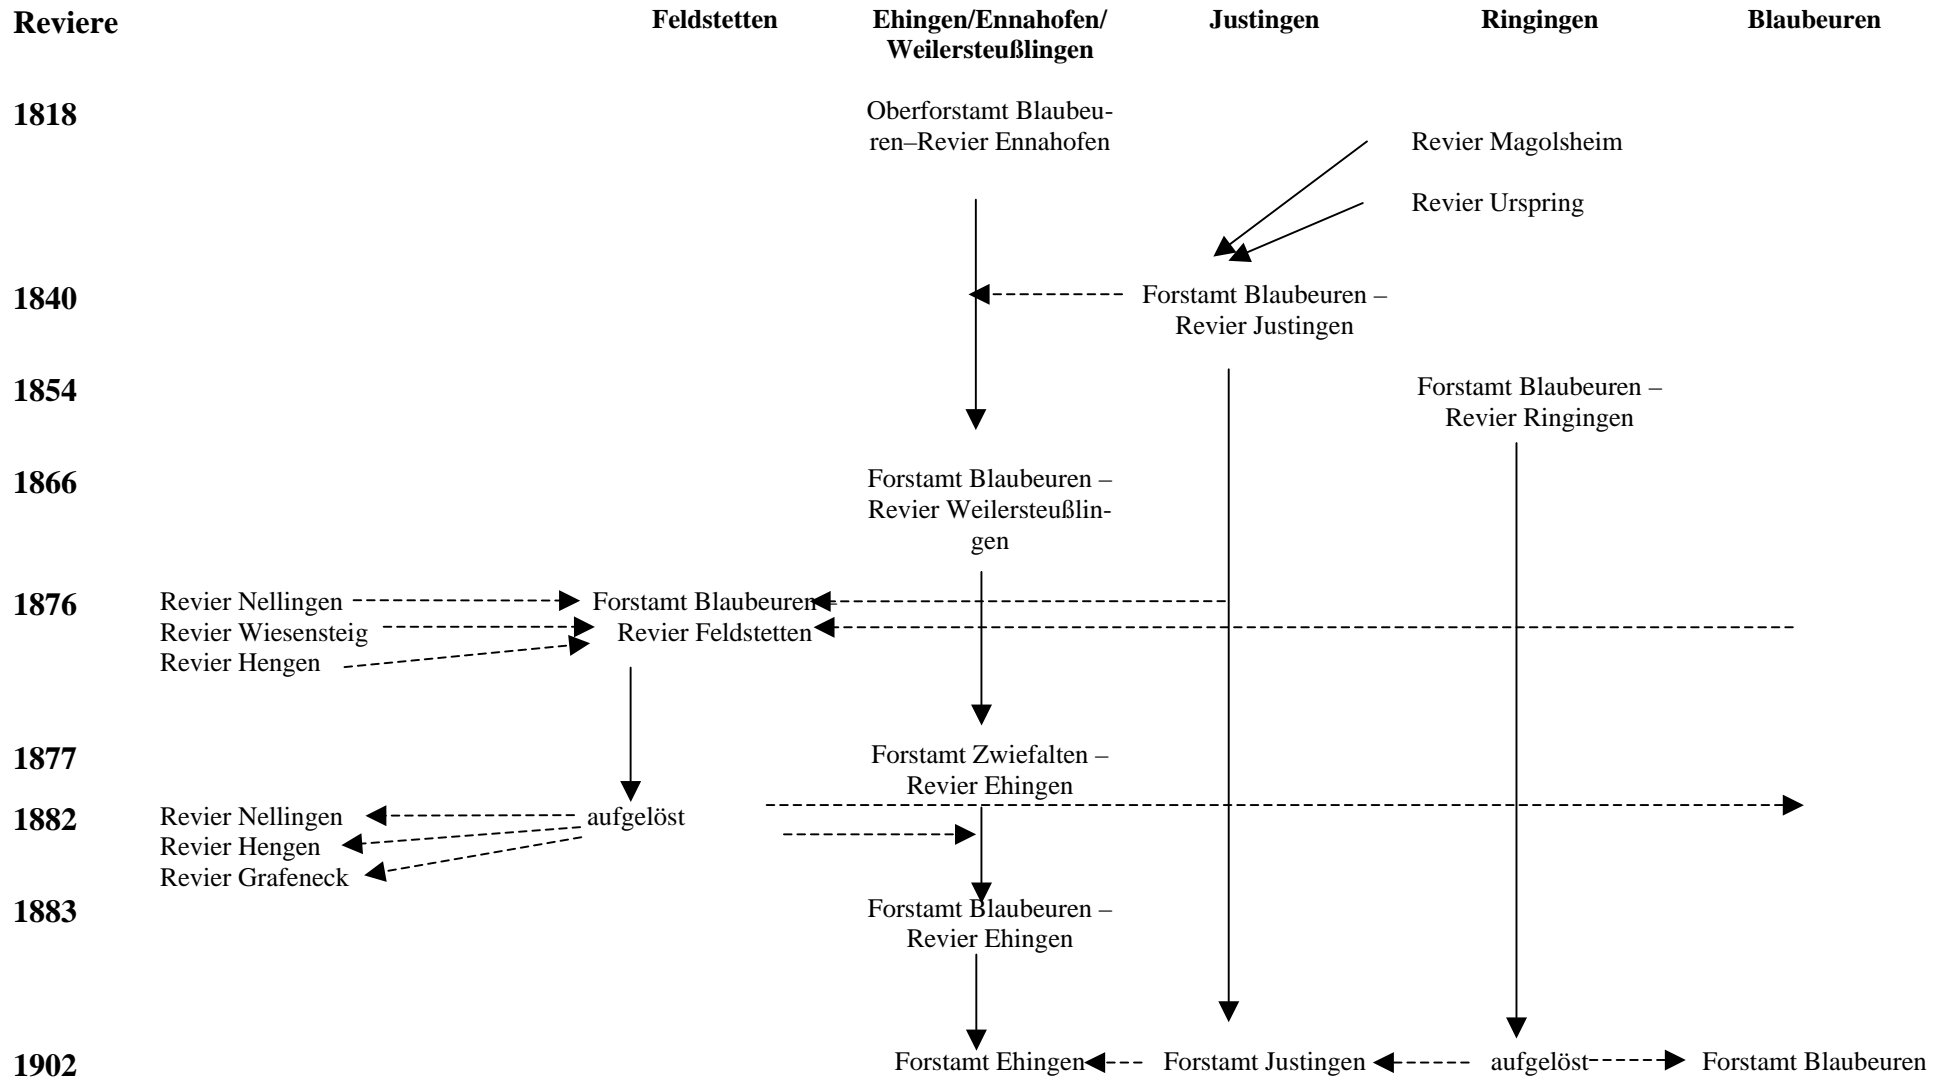 Reviere
Feldstetten
Ehingen/Ennahofen/
Weilersteußlingen
Justingen
Ringingen
Blaubeuren
1818
Oberforstamt Blaubeu-
ren–Revier Ennahofen
Revier Magolsheim
Revier Urspring
1840
Forstamt Blaubeuren –
Revier Justingen
1854
Forstamt Blaubeuren –
Revier Ringingen
1866
Forstamt Blaubeuren –
Revier Weilersteußlin-
gen
1876
Revier Nellingen
Revier Wiesensteig
Revier Hengen
Forstamt Blaubeuren –
Revier Feldstetten
1877
Forstamt Zwiefalten –
Revier Ehingen
1882
Revier Nellingen
Revier Hengen
Revier Grafeneck
aufgelöst
1883
Forstamt Blaubeuren –
Revier Ehingen
1902
Forstamt Ehingen
Forstamt Justingen
aufgelöst
Forstamt Blaubeuren